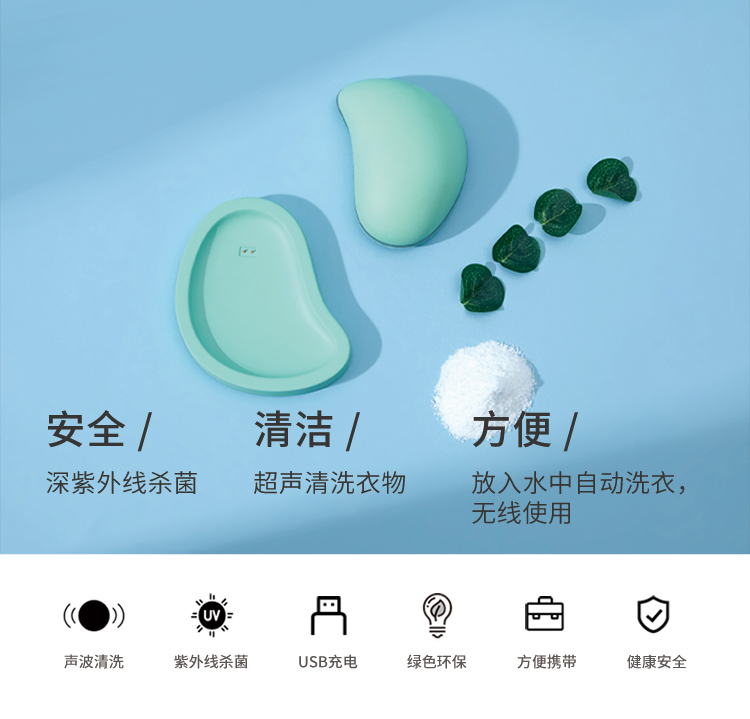 安全 /
清洁 /
方便 /
深紫外线杀菌
超声清洗衣物
放入水中自动洗衣，
无线使用
UV
声波清洗
紫外线杀菌
USB充电
绿色环保
方便携带
健康安全